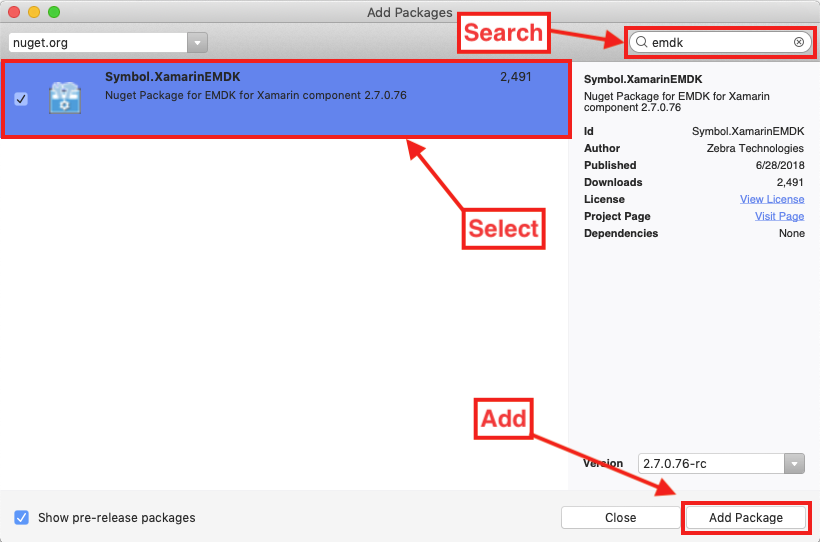 Add Packages
nuget.org
Search
emdk
Symbol.XamarinEMDK 2,491
Nuget Package for EMDK for Xamarin component 2.7.0.76
Select
Symbol.XamarinEMDK
Nuget Package for EMDK for Xamarin
component 2.7.0.76
Id Symbol.XamarinEMDK
Author Zebra Technologies
Published 6/28/2018
Downloads 2,491
License View License
Project Page Visit Page
Dependencies None
Add
Version 2.7.0.76-rc
Show pre-release packages
Close
Add Package